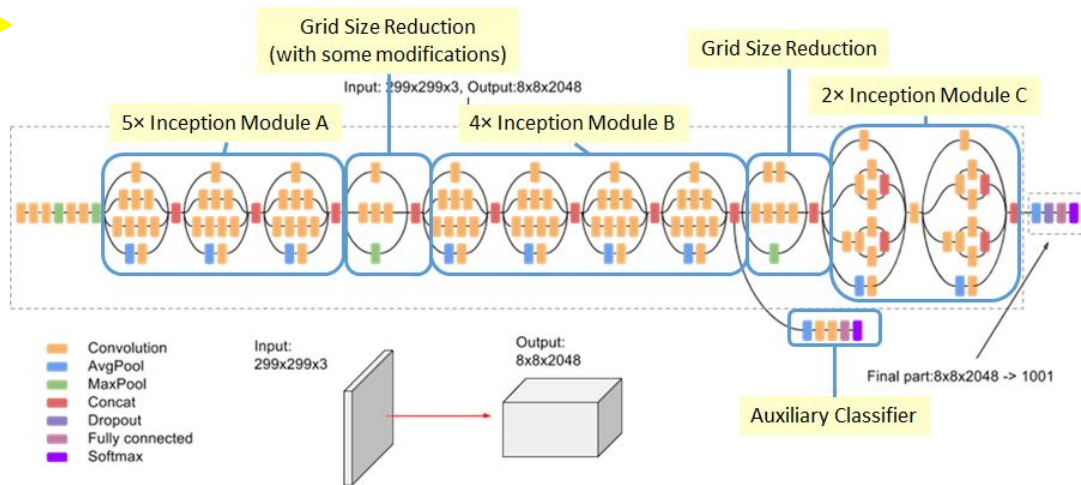 Grid Size Reduction
(with some modifications)
Grid Size Reduction
Input: 299x299x3, Output:8x8x2048
5× Inception Module A
4× Inception Module B
2× Inception Module C
Convolution
AvgPool
MaxPool
Concat
Dropout
Fully connected
Softmax
Input:
299x299x3
Output:
8x8x2048
Final part:8x8x2048 -> 1001
Auxiliary Classifier